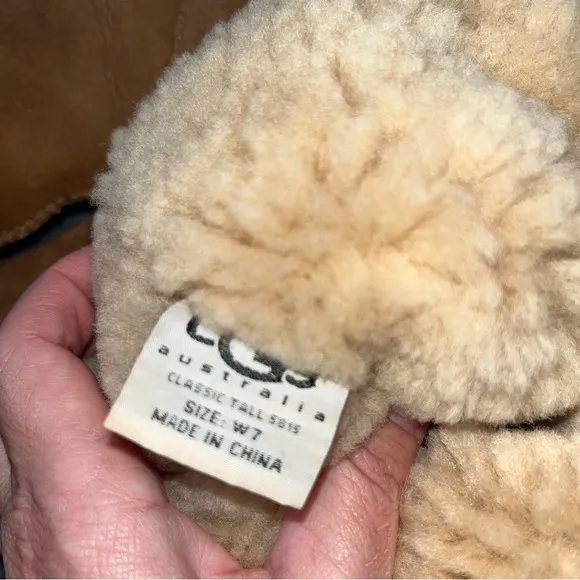 UGG
australia
CLASSIC TALL 5815
SIZE: W7
MADE IN CHINA